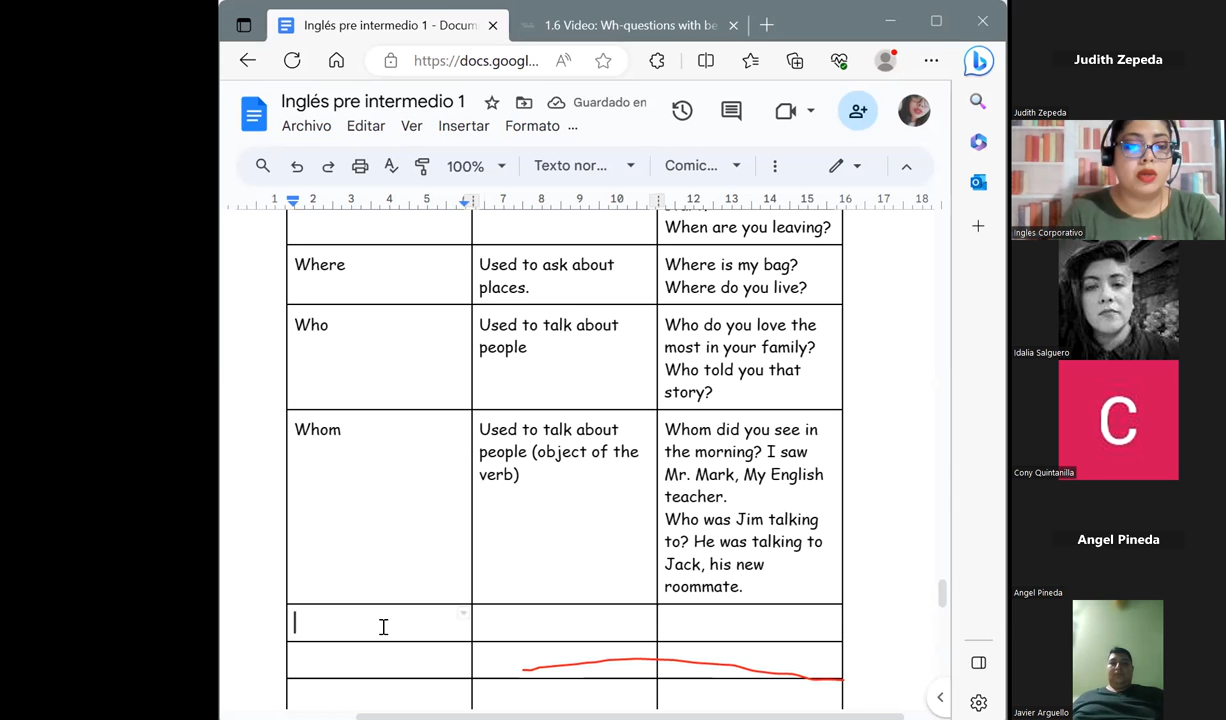 Inglés pre intermedio 1 - Docum
1.6 Video: Wh-questions with be
https://docs.googl...
Inglés pre intermedio 1
Guardado en
Archivo Editar Ver Insertar Formato ...
100% Texto nor... Comic...
1 2 3 4 5 7 8 9 10 12 13 14 15 16 17 18
When are you leaving?
Where
Used to ask about
places.
Where is my bag?
Where do you live?
Who
Used to talk about
people
Who do you love the
most in your family?
Who told you that
story?
Whom
Used to talk about
people (object of the
verb)
Whom did you see in
the morning? I saw
Mr. Mark, My English
teacher.
Who was Jim talking
to? He was talking to
Jack, his new
roommate.
Judith Zepeda
Judith Zepeda
Ingles Corporativo
Idalia Salguero
C
Cony Quintanilla
Angel Pineda
Angel Pineda
Javier Arguello